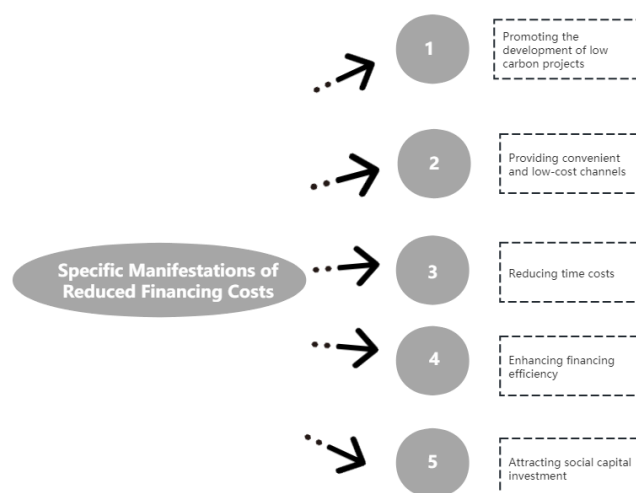 1
Promoting the
development of low
carbon projects
2
Providing convenient
and low-cost channels
Specific Manifestations of
Reduced Financing Costs
3
Reducing time costs
4
Enhancing financing
efficiency
5
Attracting social capital
investment